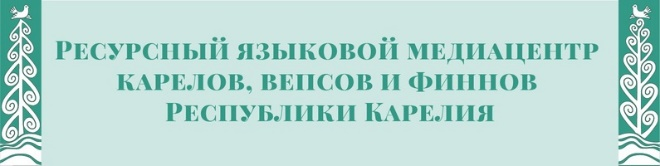 Ресурсный языковой медиацентр
карелов, вепсов и финнов
Республики Карелия